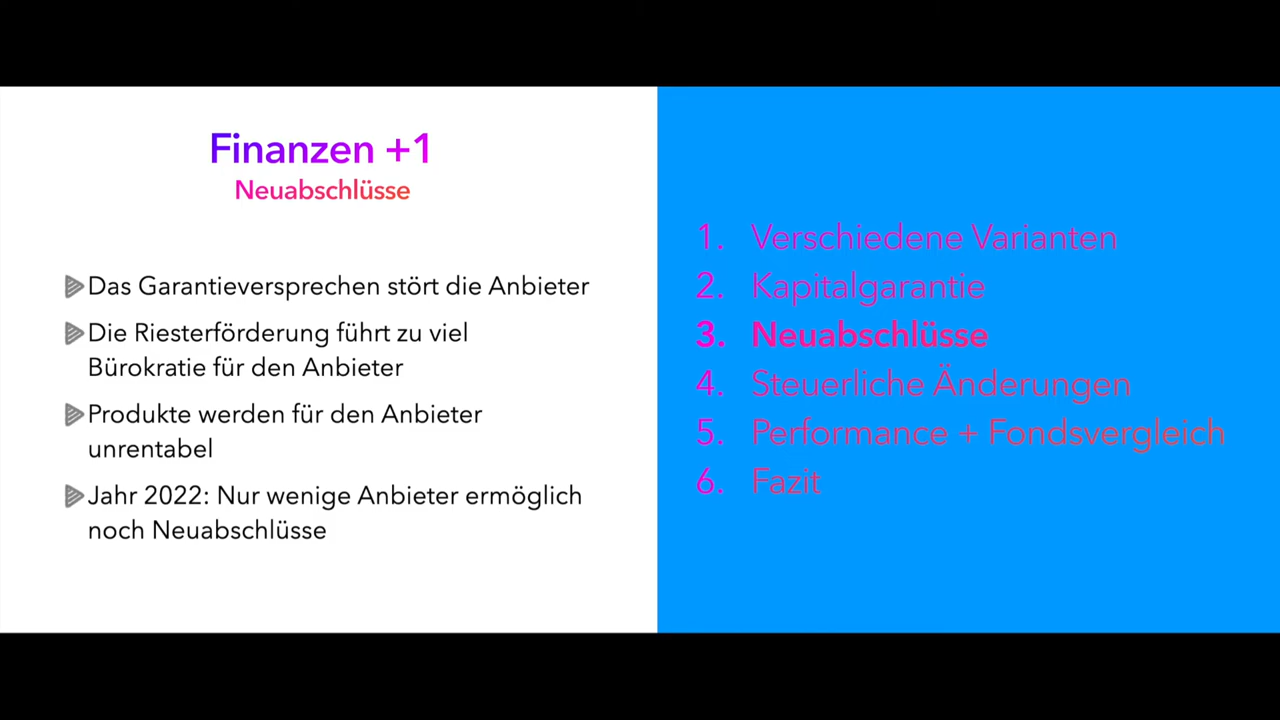 Finanzen +1
Neuabschlüsse
Das Garantieversprechen stört die Anbieter
Die Riesterförderung führt zu viel
Bürokratie für den Anbieter
Produkte werden für den Anbieter
unrentabel
Jahr 2022: Nur wenige Anbieter ermöglich
noch Neuabschlüsse
1. Verschiedene Varianten
2. Kapitalgarantie
3. Neuabschlüsse
4. Steuerliche Änderungen
5. Performance + Fondsvergleich
6. Fazit